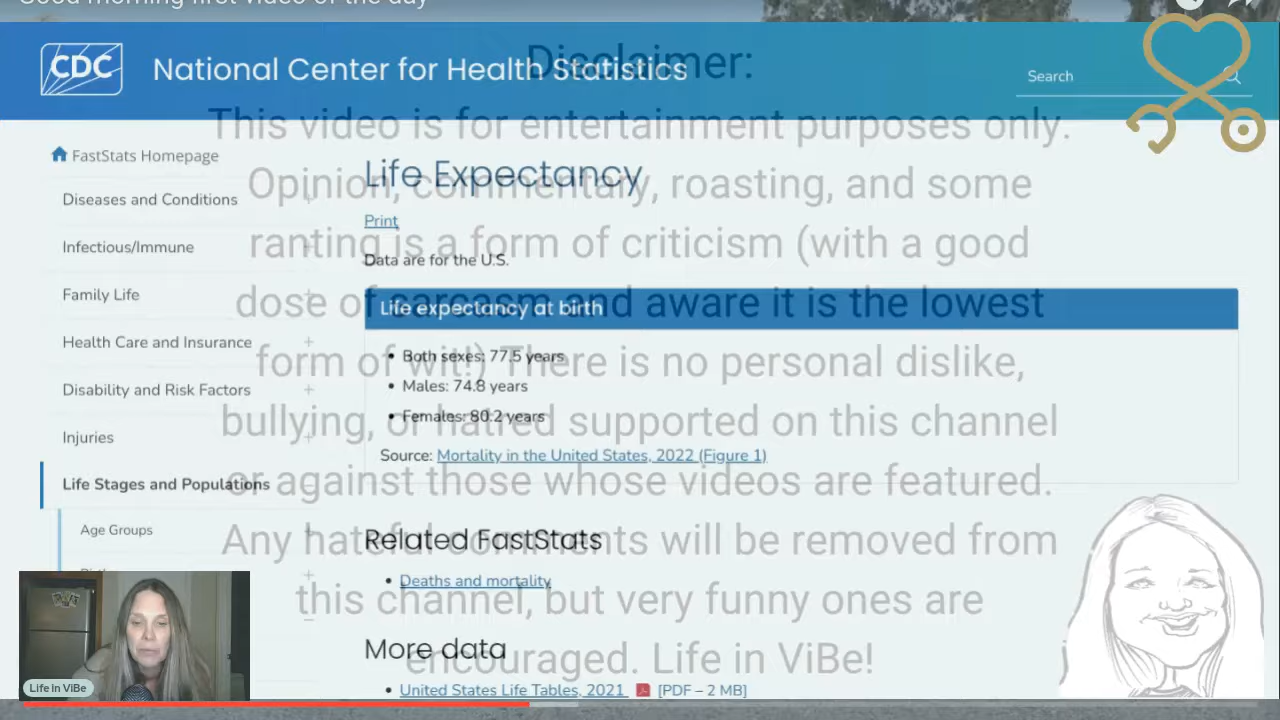 Good morning first video of the day
CDC
National Center for Health Statistics
Search
Disclaimer:
This video is for entertainment purposes only.
Opinion, commentary, roasting, and some
ranting is a form of criticism (with a good
dose of sarcasm and aware it is the lowest
form of wit!) There is no personal dislike,
bullying, or hatred supported on this channel
or against those whose videos are featured.
Any hateful comments will be removed from
this channel, but very funny ones are
encouraged. Life in ViBe!
FastStats Homepage
Diseases and Conditions
Infectious/Immune
Family Life
Health Care and Insurance
Disability and Risk Factors
Injuries
Life Stages and Populations
Age Groups
Life Expectancy
Print
Data are for the U.S.
Life expectancy at birth
• Both sexes: 77.5 years
• Males: 74.8 years
• Females: 80.2 years
Source: Mortality in the United States, 2022 (Figure 1)
Related FastStats
• Deaths and mortality
More data
• United States Life Tables, 2021 [PDF – 2 MB]
Life in ViBe